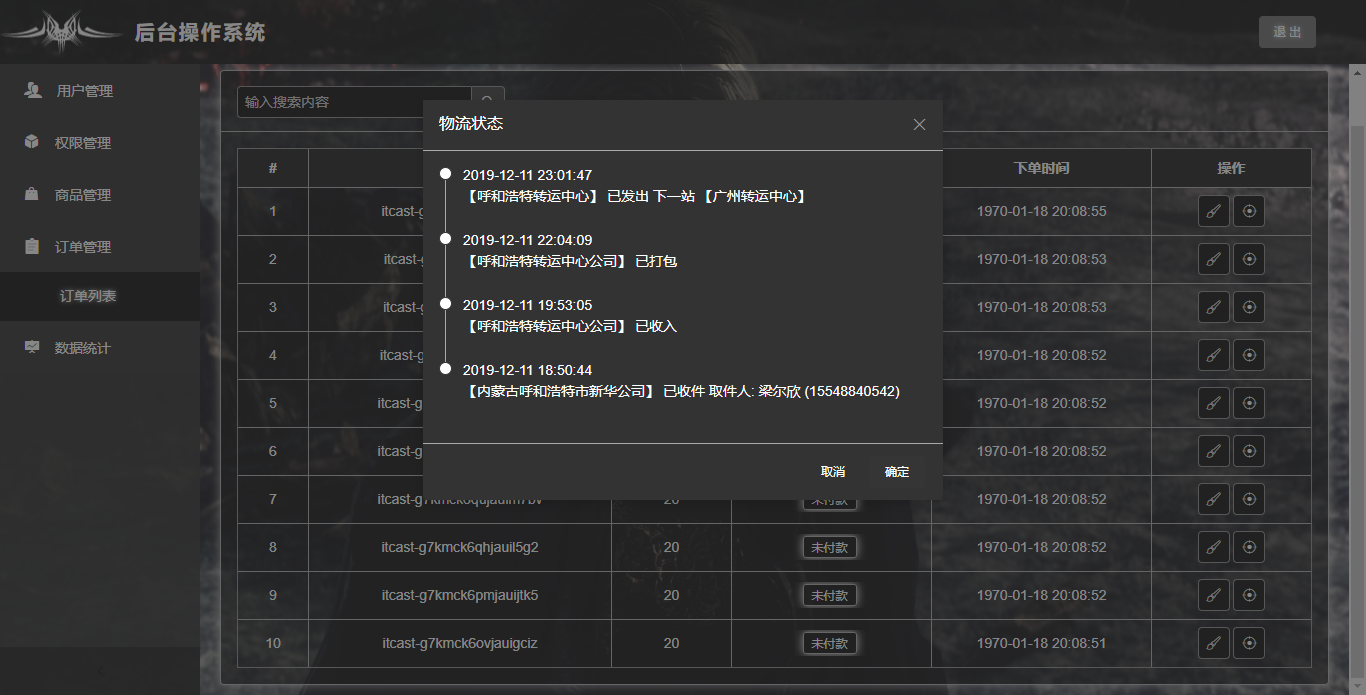 后台操作系统
退出
用户管理
权限管理
商品管理
订单管理
订单列表
数据统计
输入搜索内容
物流状态
2019-12-11 23:01:47
【呼和浩特转运中心】 已发出 下一站 【广州转运中心】
2019-12-11 22:04:09
【呼和浩特转运中心公司】 已打包
2019-12-11 19:53:05
【呼和浩特转运中心公司】 已收入
2019-12-11 18:50:44
【内蒙古呼和浩特市新华公司】 已收件 取件人: 梁尔欣 (15548840542)
取消 确定
# 下单时间 操作
1 itcast-g 1970-01-18 20:08:55
2 itcast- 1970-01-18 20:08:53
3 itcast- 1970-01-18 20:08:53
4 itcast-g 1970-01-18 20:08:52
5 itcast-g 1970-01-18 20:08:52
6 itcast-g 1970-01-18 20:08:52
7 20 未付款 1970-01-18 20:08:52
8 itcast-g7kmck6qhjauil5g2 20 未付款 1970-01-18 20:08:52
9 itcast-g7kmck6pmjauijtk5 20 未付款 1970-01-18 20:08:52
10 itcast-g7kmck6ovjauigciz 20 未付款 1970-01-18 20:08:51